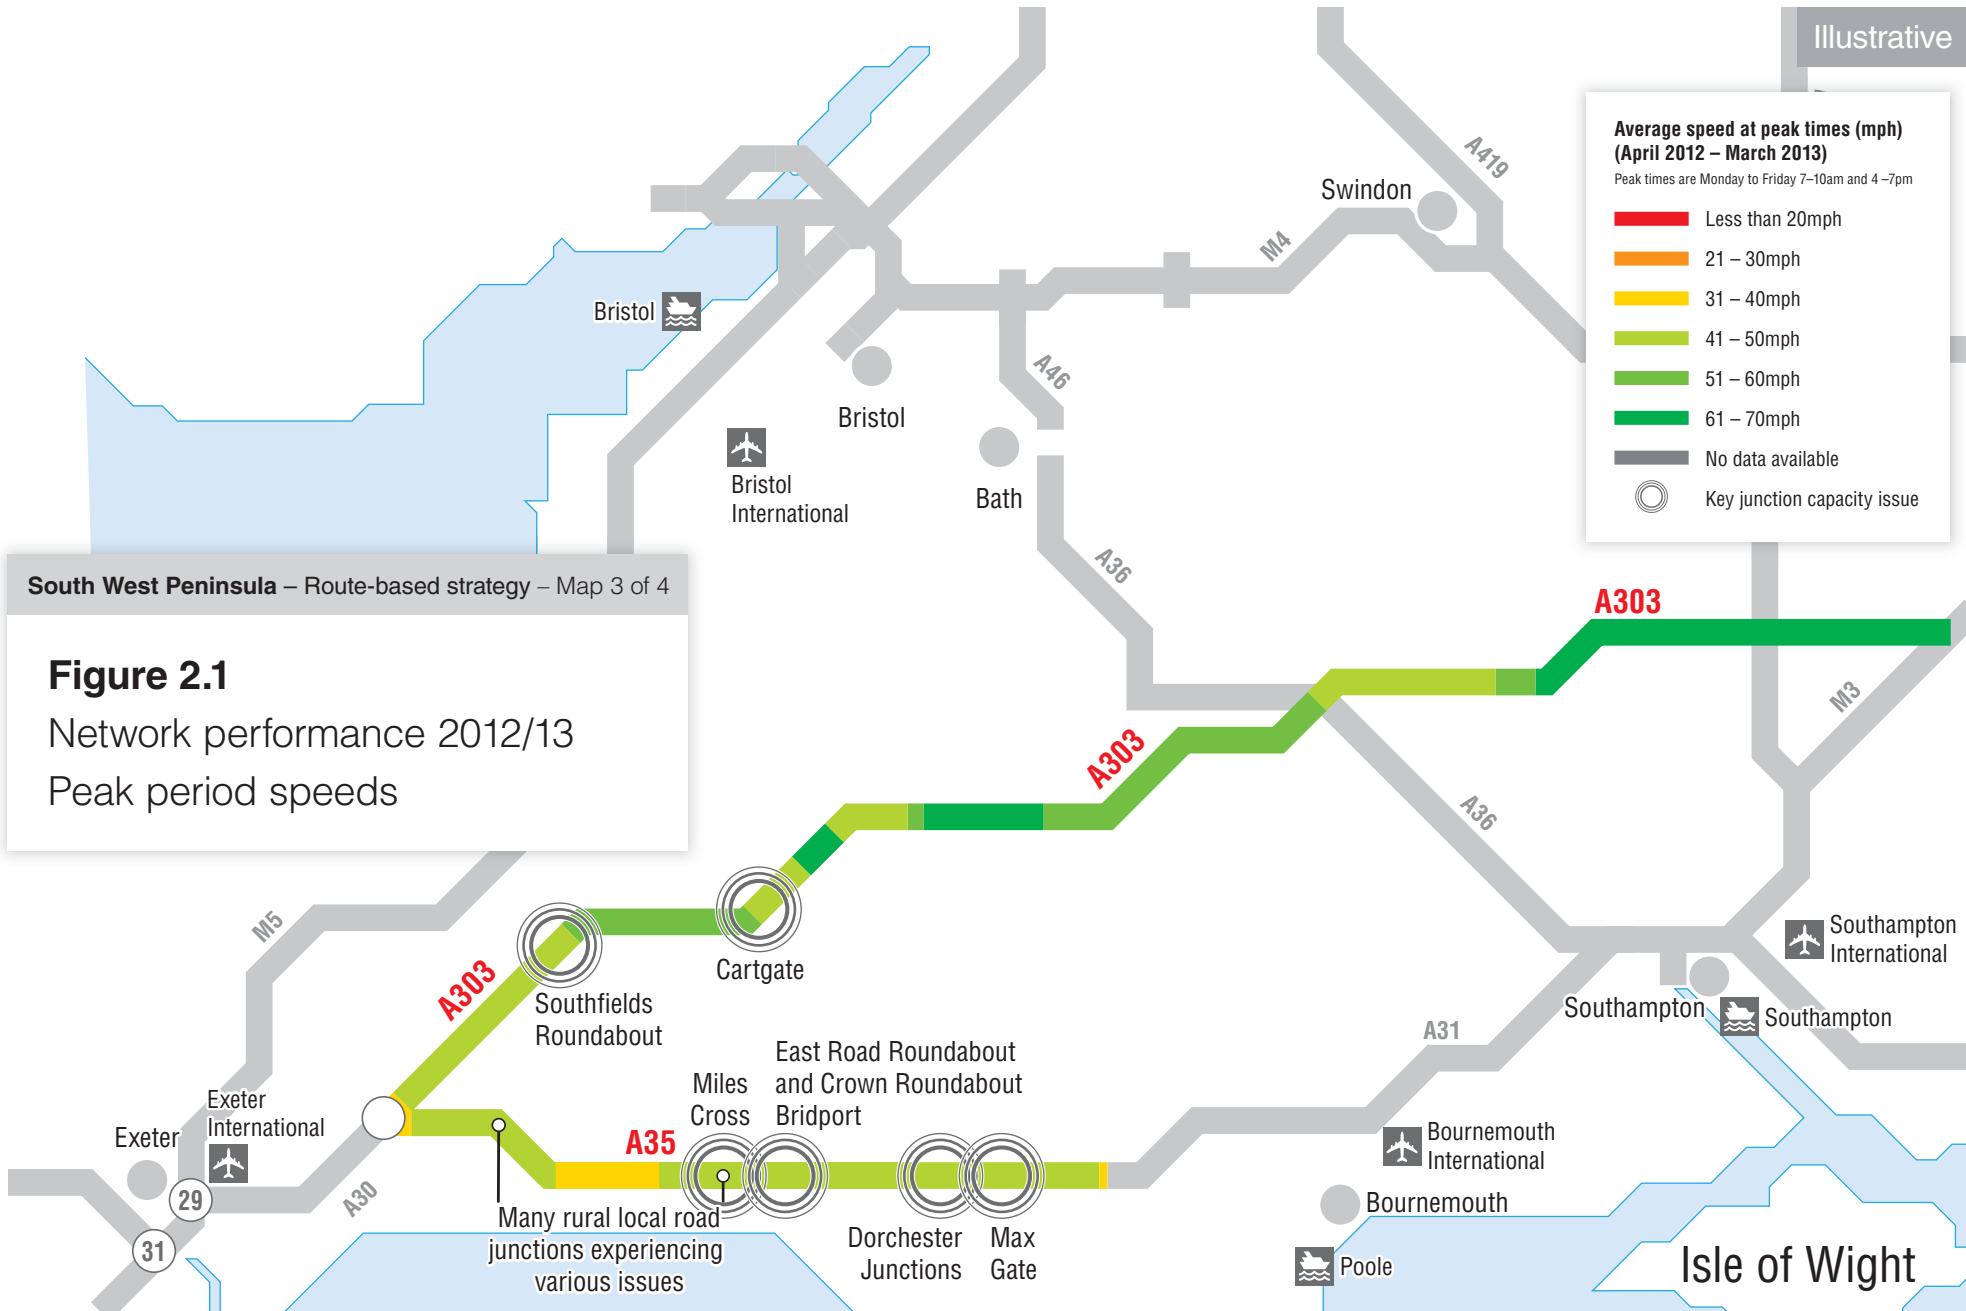 Illustrative
Average speed at peak times (mph)
(April 2012 – March 2013)
Peak times are Monday to Friday 7–10am and 4 –7pm
Less than 20mph
21 – 30mph
31 – 40mph
41 – 50mph
51 – 60mph
61 – 70mph
No data available
Key junction capacity issue
A419
Swindon
M4
Bristol
A46
Bristol
Bristol
International
Bath
A36
South West Peninsula – Route-based strategy – Map 3 of 4
Figure 2.1
Network performance 2012/13
Peak period speeds
A303
M3
A303
A36
M5
A303
Cartgate
Southfields
Roundabout
Southampton
International
Southampton
Southampton
A31
East Road Roundabout
and Crown Roundabout
Bridport
Miles
Cross
Exeter
International
Exeter
A35
Bournemouth
International
29
A30
Bournemouth
Many rural local road
junctions experiencing
various issues
Dorchester
Junctions
Max
Gate
31
Poole
Isle of Wight